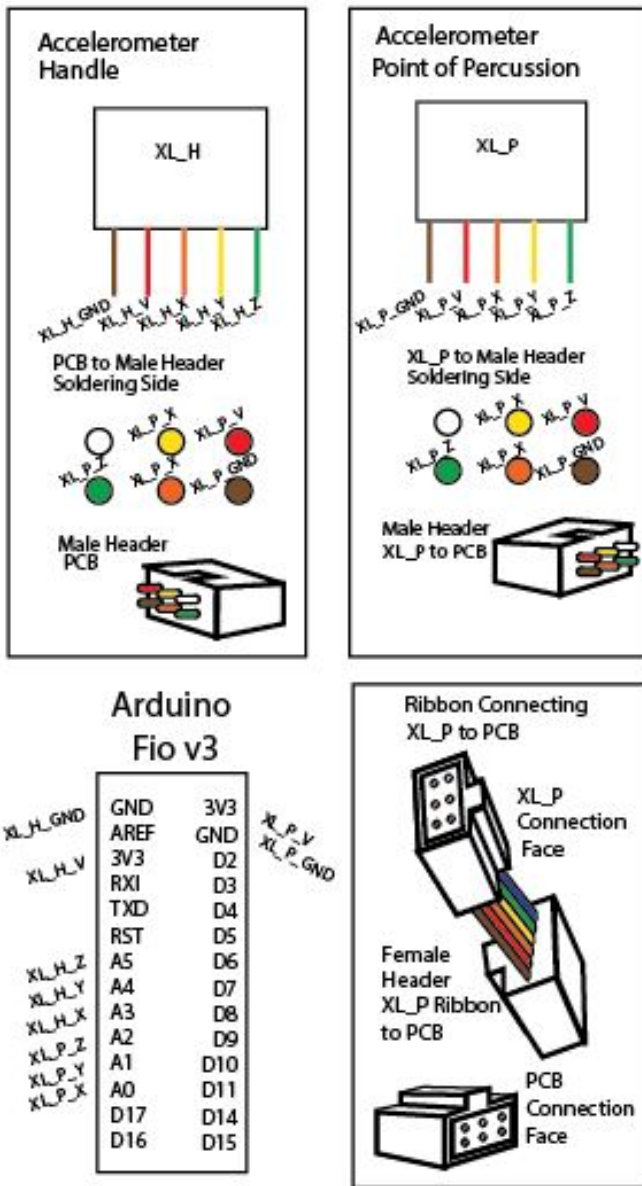 Accelerometer
Handle
XL_H
XL_H_GND
XL_H_V
XL_H_X
XL_H_Y
XL_H_Z
PCB to Male Header
Soldering Side
XL_P_X
XL_P_V
XL_P_Z
XL_P_X
XL_P_GND
Male Header
PCB
Accelerometer
Point of Percussion
XL_P
XL_P_GND
XL_P_V
XL_P_X
XL_P_Y
XL_P_Z
XL_P to Male Header
Soldering Side
XL_P_X
XL_P_V
XL_P_Z
XL_P_X
XL_P_GND
Male Header
XL_P to PCB
Arduino
Fio v3
XL_H_GND
XL_H_V
XL_H_Z
XL_H_Y
XL_H_X
XL_P_Z
XL_P_Y
XL_P_X
GND
AREF
3V3
RXI
TXD
RST
A5
A4
A3
A2
A1
A0
D17
D16
3V3
GND
D2
D3
D4
D5
D6
D7
D8
D9
D10
D11
D14
D15
XL_P_V
XL_P_GND
Ribbon Connecting
XL_P to PCB
XL_P
Connection
Face
Female
Header
XL_P Ribbon
to PCB
PCB
Connection
Face